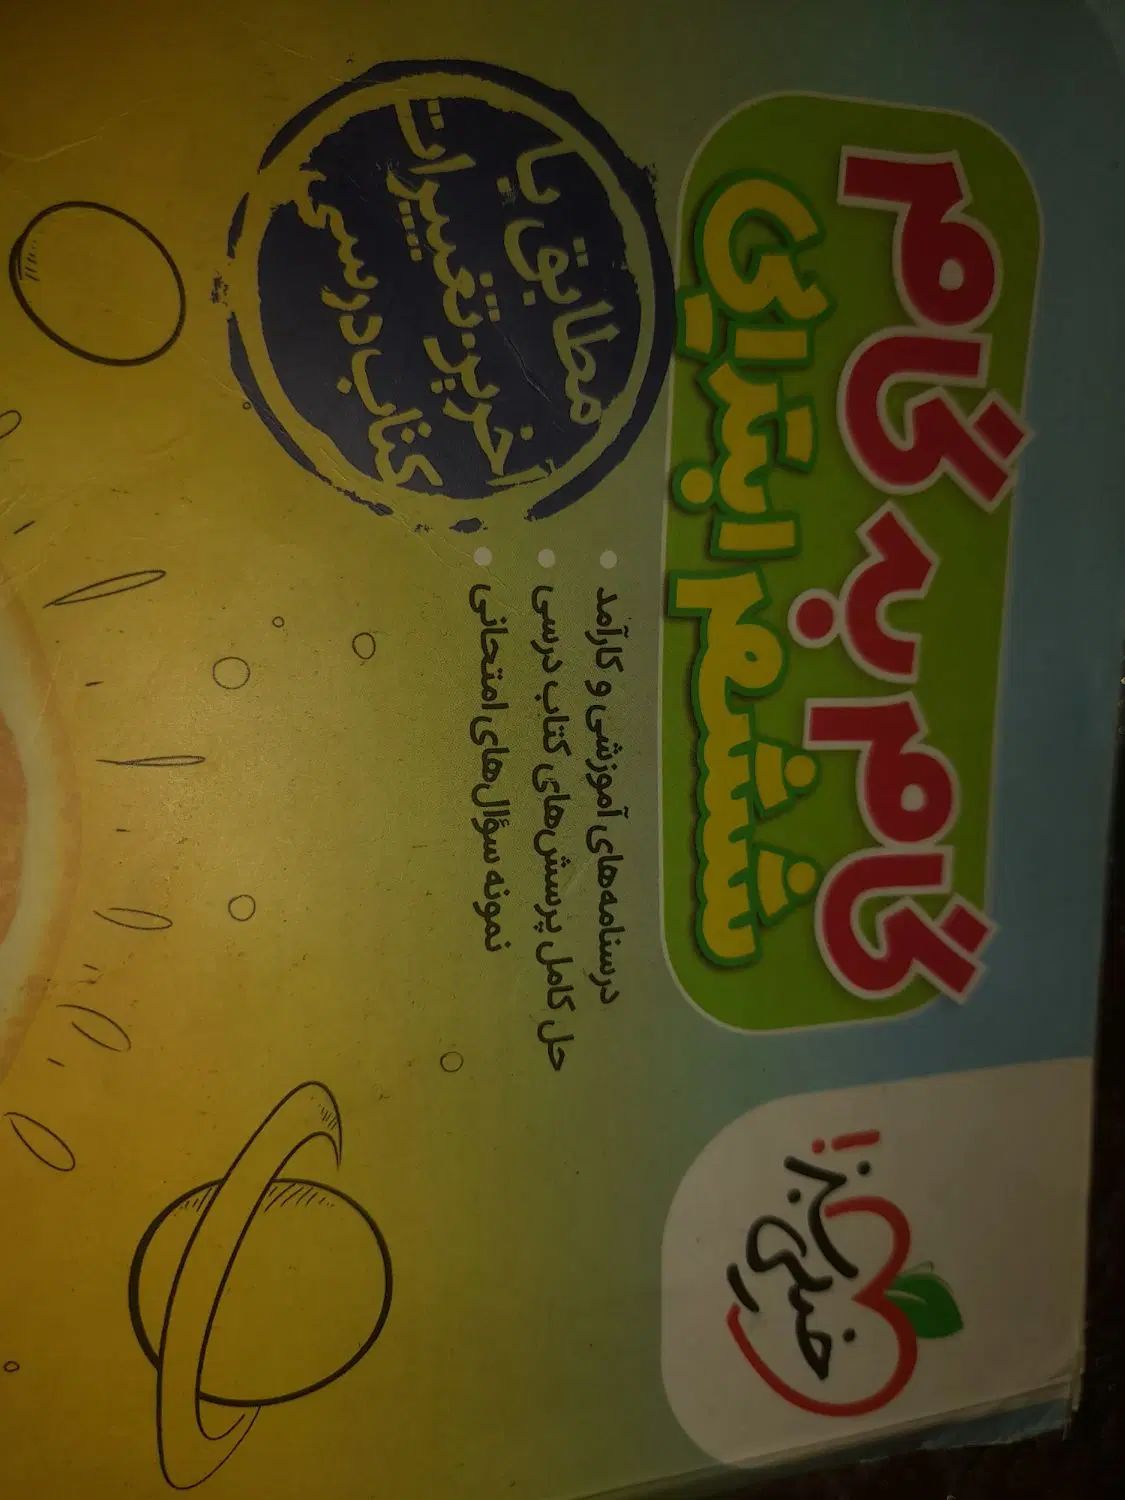 گام به گام
ششم ابتدایی
خیلی سبز!
درسنامه‌های آموزشی و کارآمد
حل کامل پرسش‌های کتاب درسی
نمونه سؤال‌های امتحانی
مطابق با
آخرین تغییرات
کتاب درسی